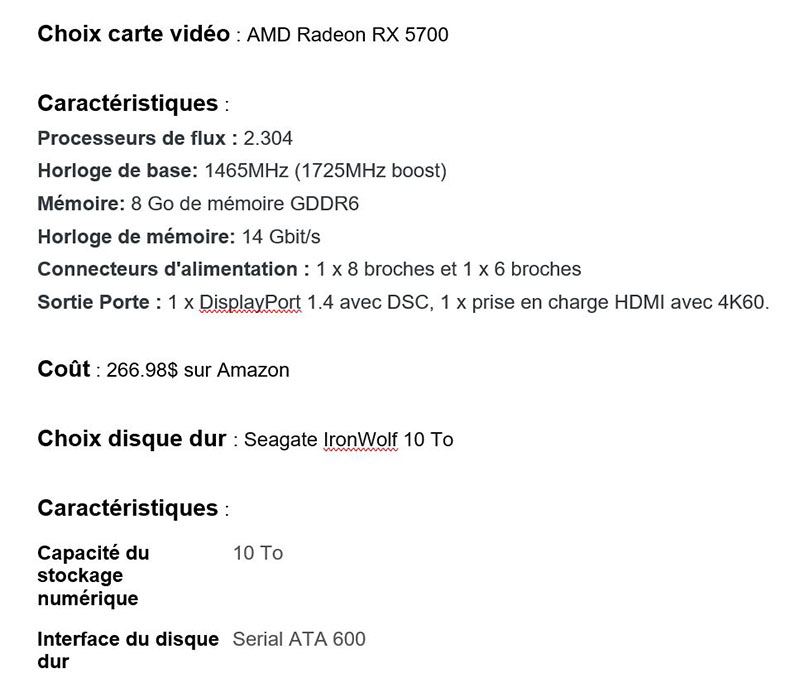 Choix carte vidéo : AMD Radeon RX 5700
Caractéristiques :
Processeurs de flux : 2.304
Horloge de base: 1465MHz (1725MHz boost)
Mémoire: 8 Go de mémoire GDDR6
Horloge de mémoire: 14 Gbit/s
Connecteurs d'alimentation : 1 x 8 broches et 1 x 6 broches
Sortie Porte : 1 x DisplayPort 1.4 avec DSC, 1 x prise en charge HDMI avec 4K60.
Coût : 266.98$ sur Amazon
Choix disque dur : Seagate IronWolf 10 To
Caractéristiques :
Capacité du 10 To
stockage
numérique
Interface du disque Serial ATA 600
dur